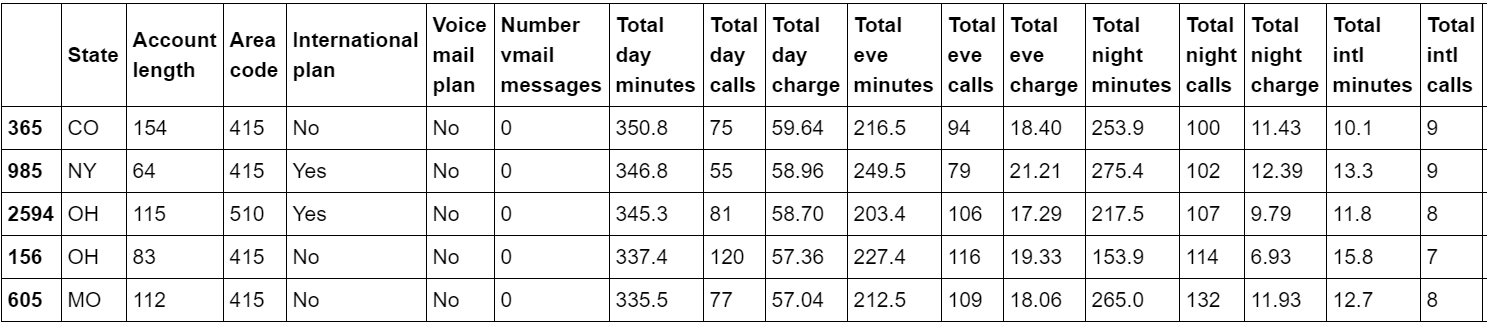 State Account length Area code International plan Voice mail plan Number vmail messages Total day minutes Total day calls Total day charge Total eve minutes Total eve calls Total eve charge Total night minutes Total night calls Total night charge Total intl minutes Total intl calls
365 CO 154 415 No No 0 350.8 75 59.64 216.5 94 18.40 253.9 100 11.43 10.1 9
985 NY 64 415 Yes No 0 346.8 55 58.96 249.5 79 21.21 275.4 102 12.39 13.3 9
2594 OH 115 510 Yes No 0 345.3 81 58.70 203.4 106 17.29 217.5 107 9.79 11.8 8
156 OH 83 415 No No 0 337.4 120 57.36 227.4 116 19.33 153.9 114 6.93 15.8 7
605 MO 112 415 No No 0 335.5 77 57.04 212.5 109 18.06 265.0 132 11.93 12.7 8